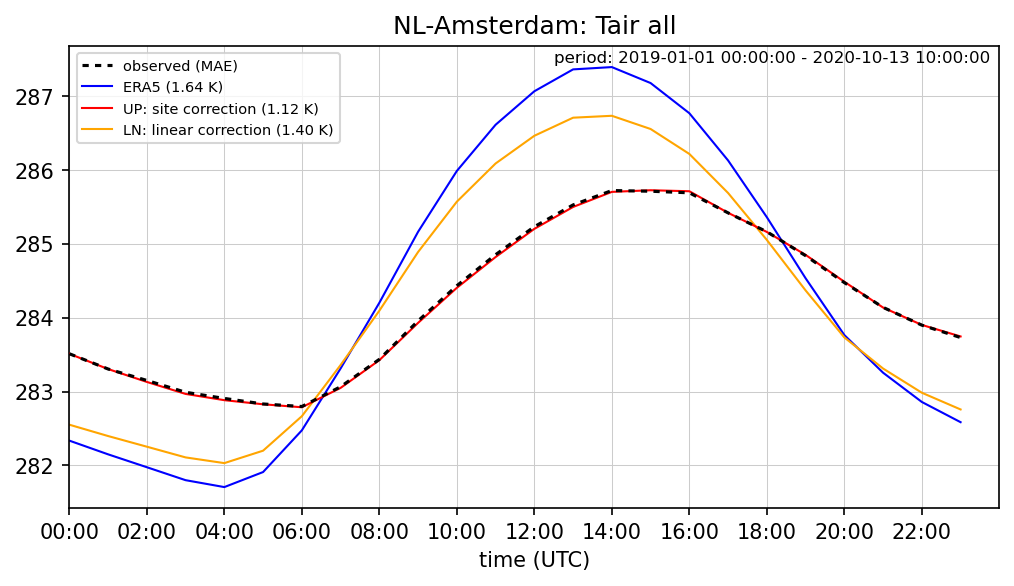 NL-Amsterdam: Tair all
period: 2019-01-01 00:00:00 - 2020-10-13 10:00:00
observed (MAE)
ERA5 (1.64 K)
UP: site correction (1.12 K)
LN: linear correction (1.40 K)
287
286
285
284
283
282
00:00 02:00 04:00 06:00 08:00 10:00 12:00 14:00 16:00 18:00 20:00 22:00
time (UTC)